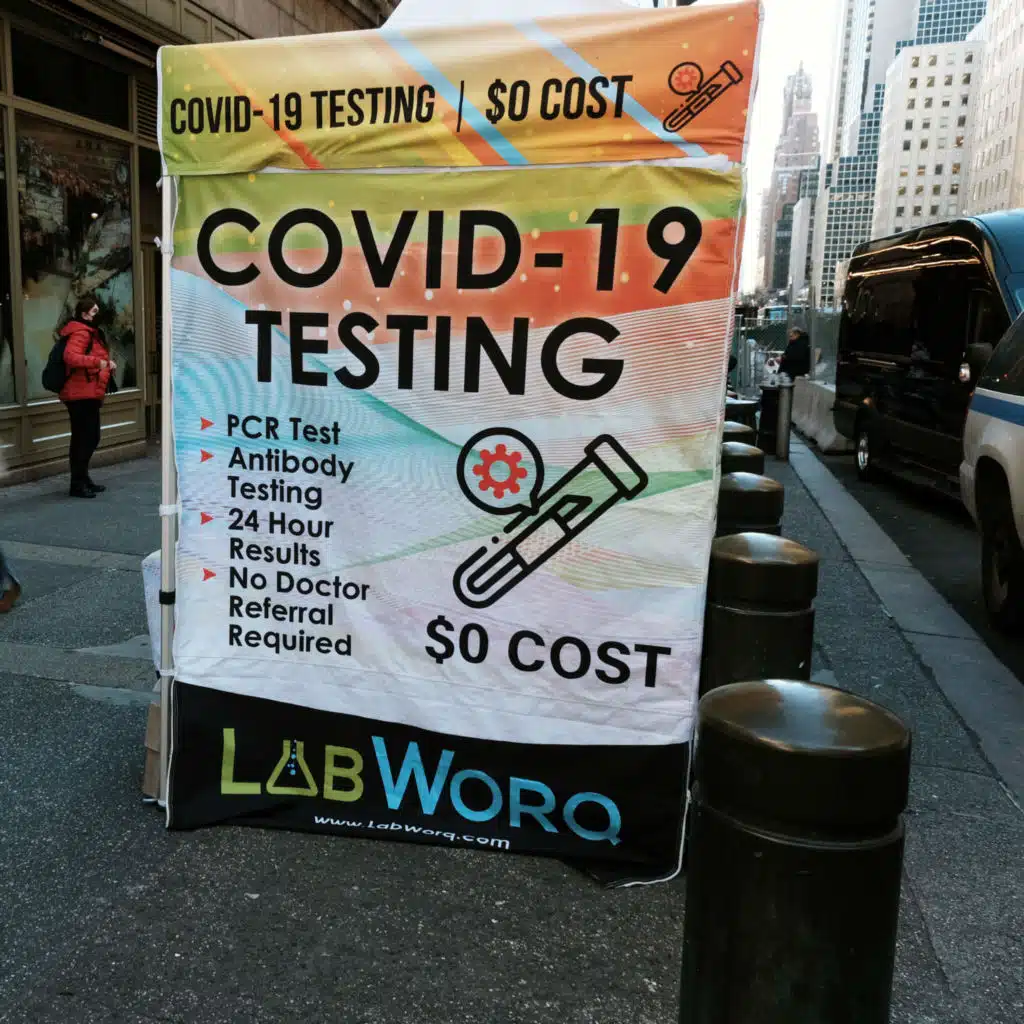 COVID-19 TESTING | $0 COST
COVID-19
TESTING
PCR Test
Antibody
Testing
24 Hour
Results
No Doctor
Referral
Required
$0 COST
LABWORQ
www.LabWorq.com